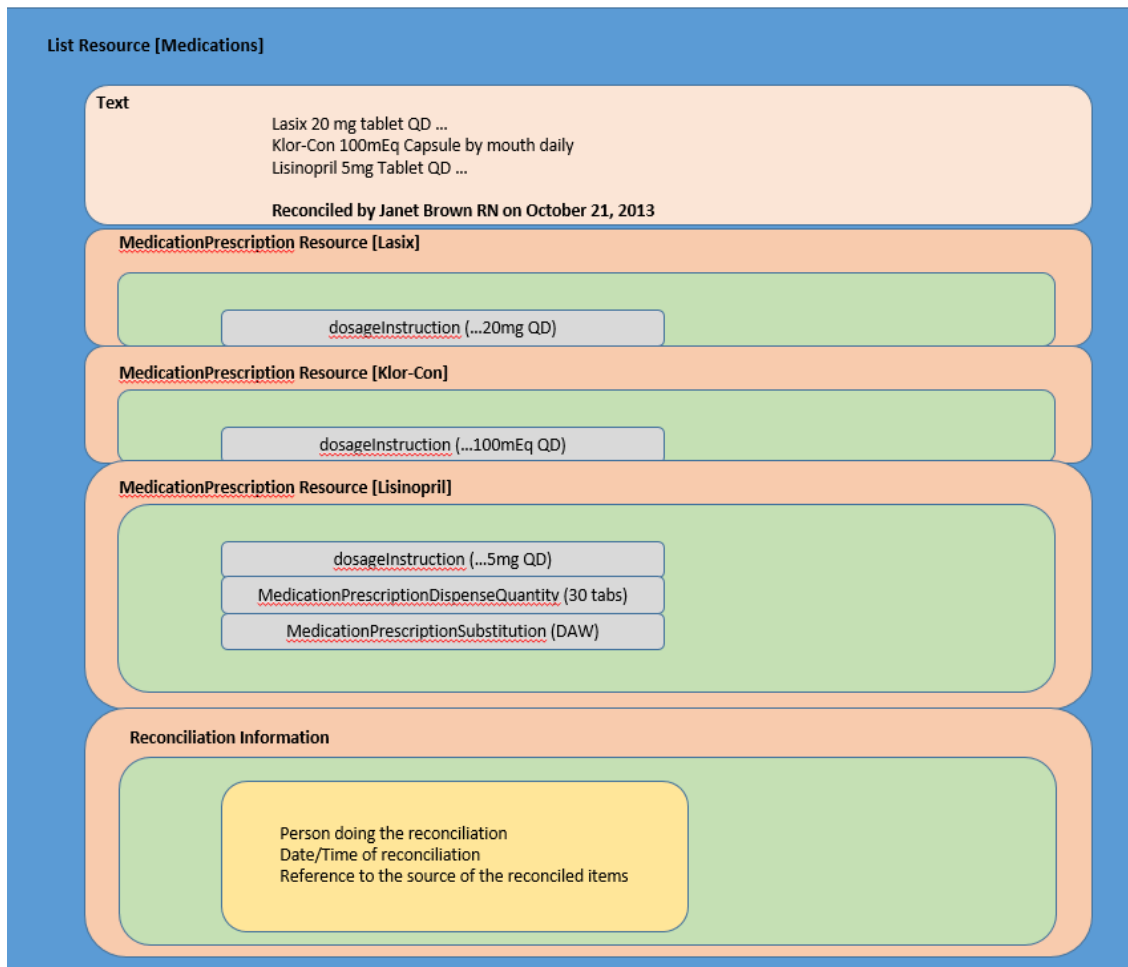 List Resource [Medications]
Text
Lasix 20 mg tablet QD ...
Klor-Con 100mEq Capsule by mouth daily
Lisinopril 5mg Tablet QD ...
Reconciled by Janet Brown RN on October 21, 2013
MedicationPrescription Resource [Lasix]
dosageInstruction (...20mg QD)
MedicationPrescription Resource [Klor-Con]
dosageInstruction (...100mEq QD)
MedicationPrescription Resource [Lisinopril]
dosageInstruction (...5mg QD)
MedicationPrescriptionDispenseQuantity (30 tabs)
MedicationPrescriptionSubstitution (DAW)
Reconciliation Information
Person doing the reconciliation
Date/Time of reconciliation
Reference to the source of the reconciled items